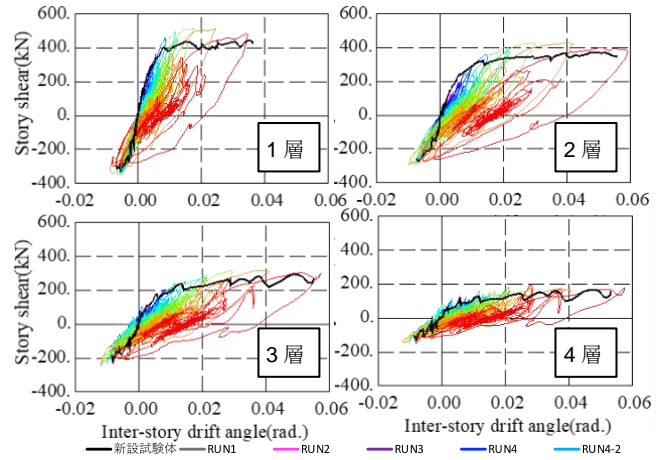 600.
400.
200.
0.
-200.
-400.
-0.02 0.00 0.02 0.04 0.06
Story shear(kN)
1 層
600.
400.
200.
0.
-200.
-400.
-0.02 0.00 0.02 0.04 0.06
2 層
600.
400.
200.
0.
-200.
-400.
-0.02 0.00 0.02 0.04 0.06
Story shear(kN)
Inter-story drift angle(rad.)
3 層
600.
400.
200.
0.
-200.
400.
-0.02 0.00 0.02 0.04 0.06
Inter-story drift angle(rad.)
4 層
新設試験体 RUN1 RUN2 RUN3 RUN4 RUN4-2